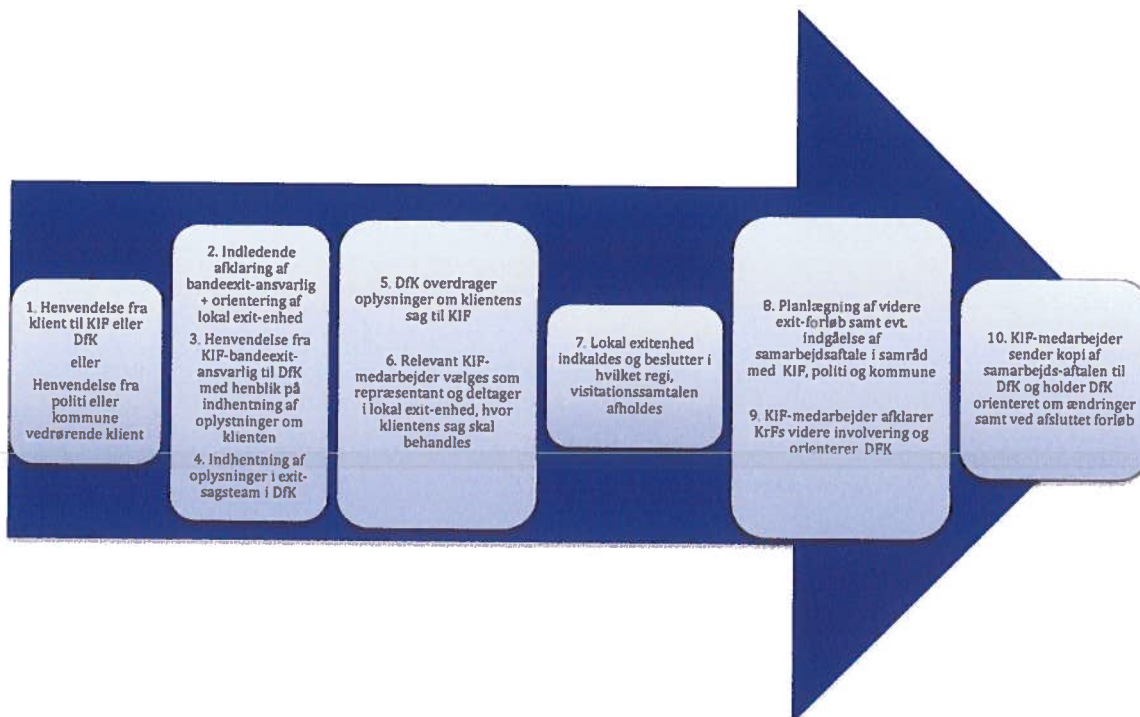 1. Henvendelse fra
klient til KIF eller
DfK
eller
Henvendelse fra
politi eller
kommune
vedrørende klient
2. Indledende
afklaring af
bandeexit-ansvarlig
+ orientering af
lokal exit-enhed
3. Henvendelse fra
KIF-bandeexit-
ansvarlig til DfK
med henblik på
indhentning af
oplystninger om
klienten
4. Indhentning af
oplysninger i exit-
sagsteam i DfK
5. DfK overdrager
oplysninger om klientens
sag til KIF
6. Relevant KIF-
medarbejder vælges som
repræsentant og deltager
i lokal exit-enhed, hvor
klientens sag skal
behandles
7. Lokal exitenhed
indkaldes og beslutter i
hvilket regi,
visitationssamtalen
afholdes
8. Planlægning af videre
exit-forløb samt evt.
indgåelse af
samarbejdsaftale i samråd
med KIF, politi og kommune
9. KIF-medarbejder afklarer
KrFs videre involvering og
orienterer DFK
10. KIF-medarbejder
sender kopi af
samarbejds-aftalen til
DfK og holder DfK
orienteret om ændringer
samt ved afsluttet forløb